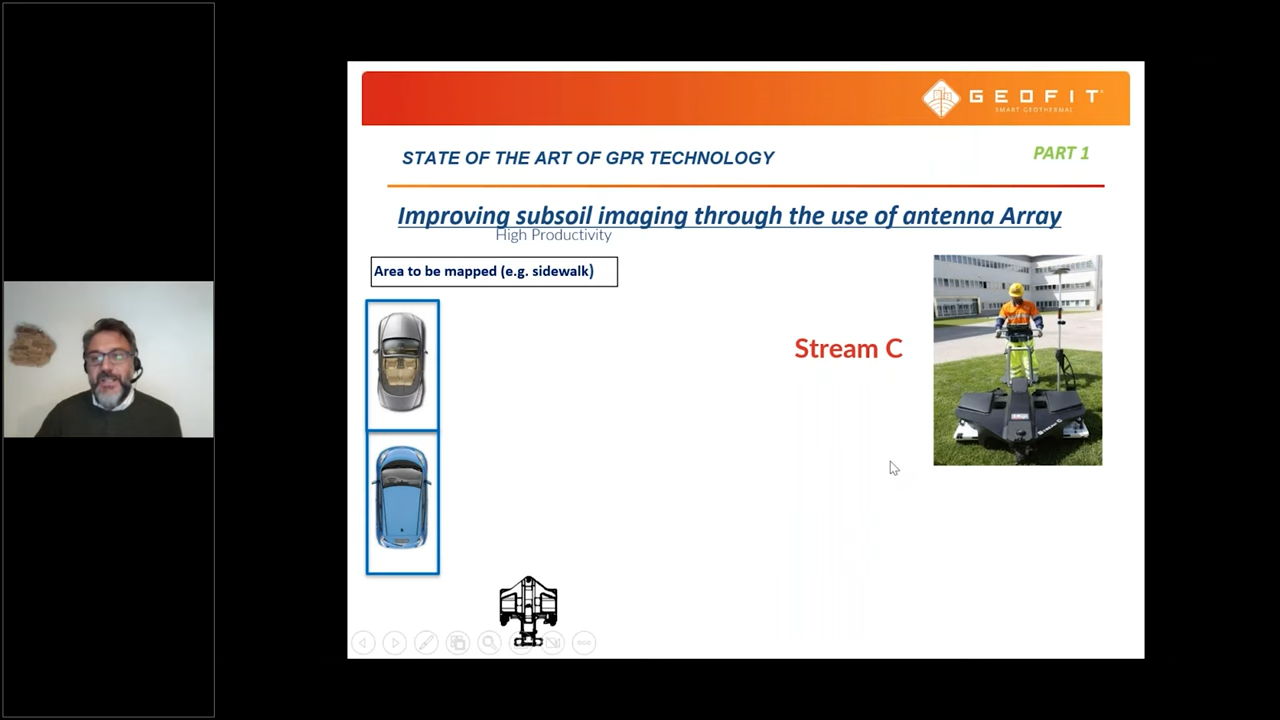 GEOFIT
SMART GEOTHERMAL
STATE OF THE ART OF GPR TECHNOLOGY
PART 1
Improving subsoil imaging through the use of antenna Array
High Productivity
Area to be mapped (e.g. sidewalk)
Stream C
STREAM C